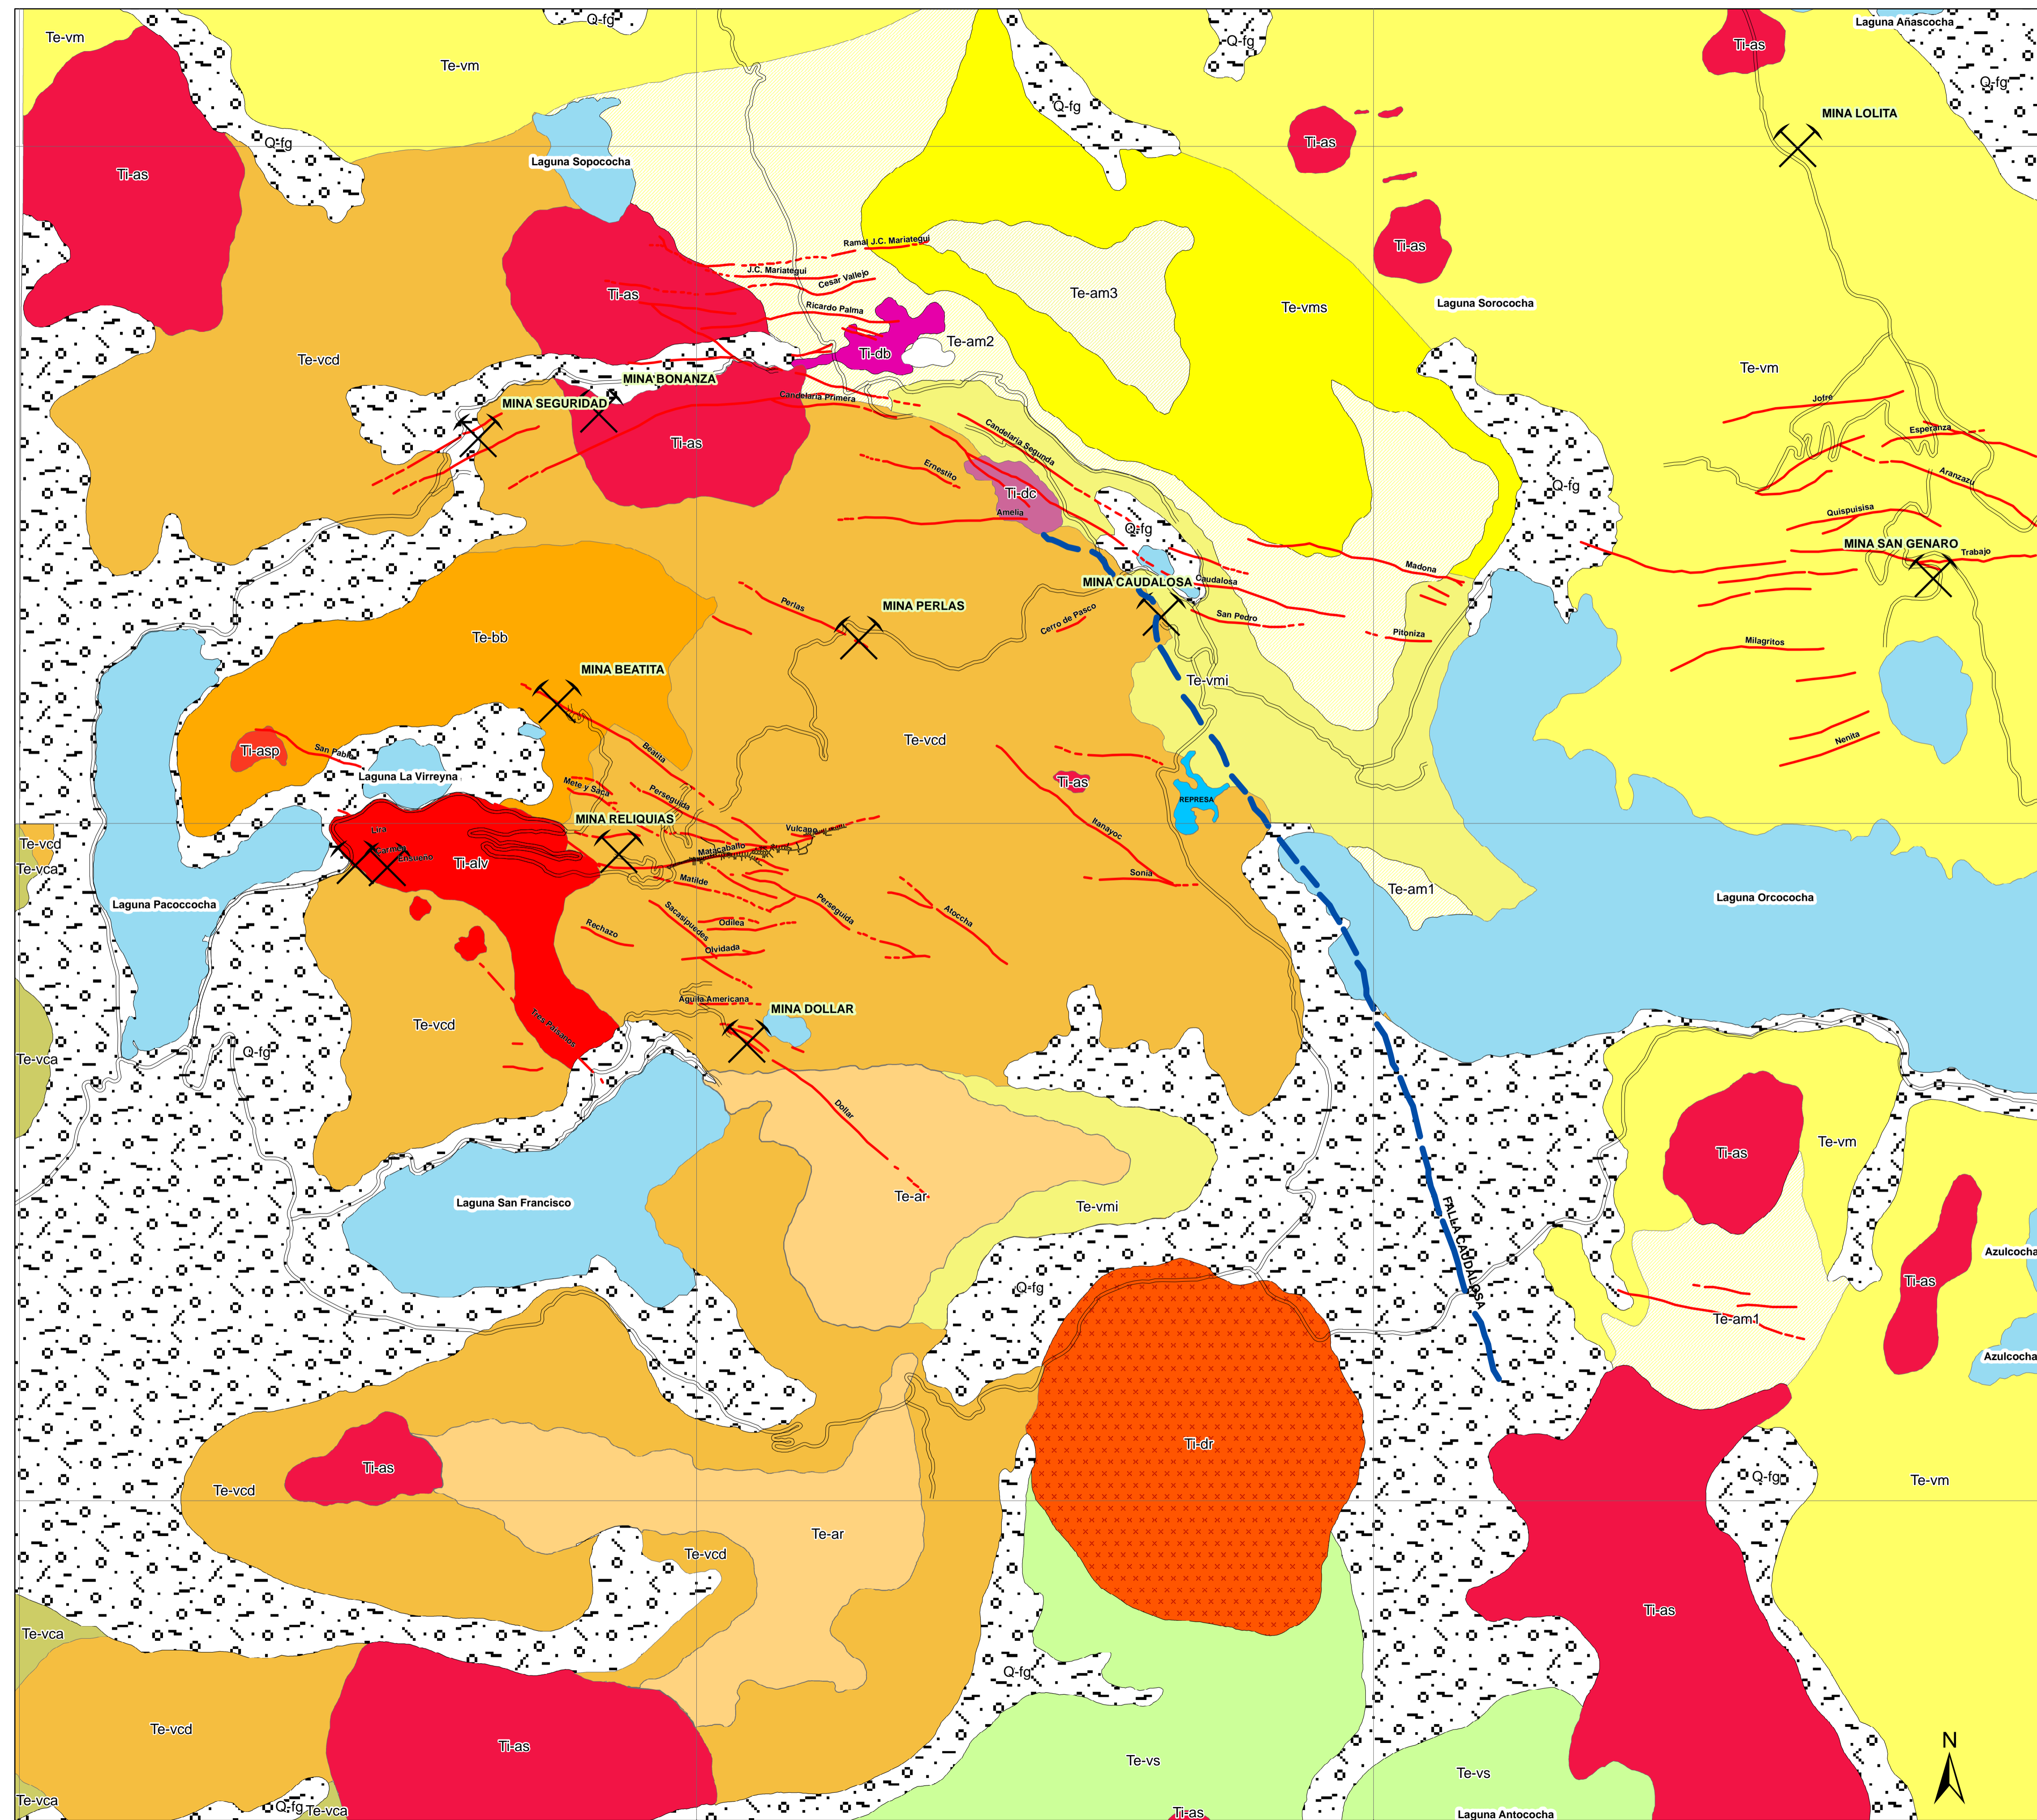 Q-fg
Laguna Añascocha
Te-vm
Q-fg
Ti-as
Te-vm
Q-fg
Q-fg
MINA LOLITA
Q-fg
Ti-as
Laguna Sopococha
Ti-as
Ramal J.C. Mariategui
Ti-as
J.C. Mariategui
Cesar Vallejo
Ti-as
Te-am3
Laguna Sorococha
Ricardo Palma
Te-vms
Te-am2
Ti-db
Te-vcd
Te-vm
MINA BONANZA
Candelaria Primera
Jofre
MINA SEGURIDAD
Candelaria Segunda
Esperanza
Ti-as
Ernestito
Aranzazu
Ti-dc
Q-fg
Amelia
Quispuisisa
Q-fg
MINA SAN GENARO
Trabajo
Madona
MINA CAUDALOSA
Caudalosa
Perlas
MINA PERLAS
Cerro de Pasco
San Pedro
Pitoniza
Te-bb
Milagritos
MINA BEATITA
Te-vmi
Nenita
Te-vcd
Beatita
Ti-asp
San Pablo
Laguna La Virreyna
Ti-as
Mete y Saca
Perseguida
REPRESA
MINA RELIQUIAS
Vulcano
Ilanayoc
Lira
Te-vcd
Carmen
Matacaballo
Ensueño
Ti-alv
Te-vca
Sonia
Matilde
Te-am1
Laguna Orcococha
Laguna Pacoccocha
Sacasipuedes
Perseguida
Atoccha
Odilea
Rechazo
Olvidada
Aguila Americana
MINA DOLLAR
Te-vcd
Tres Paisanos
Q-fg
Te-vca
Dollar
Te-vm
Ti-as
Te-ar
Laguna San Francisco
Te-vmi
FALLA CAUDALOSA
Azulcocha
Ti-as
Q-fg
Te-am1
Azulcocha
Ti-dr
Ti-as
Q-fg
Te-vm
Te-vcd
Te-ar
Te-vcd
Ti-as
Te-vca
Q-fg
Te-vcd
N
Ti-as
Te-vs
Te-vs
Te-vca
Q-fg
Te-vca
Ti-as
Laguna Antococha